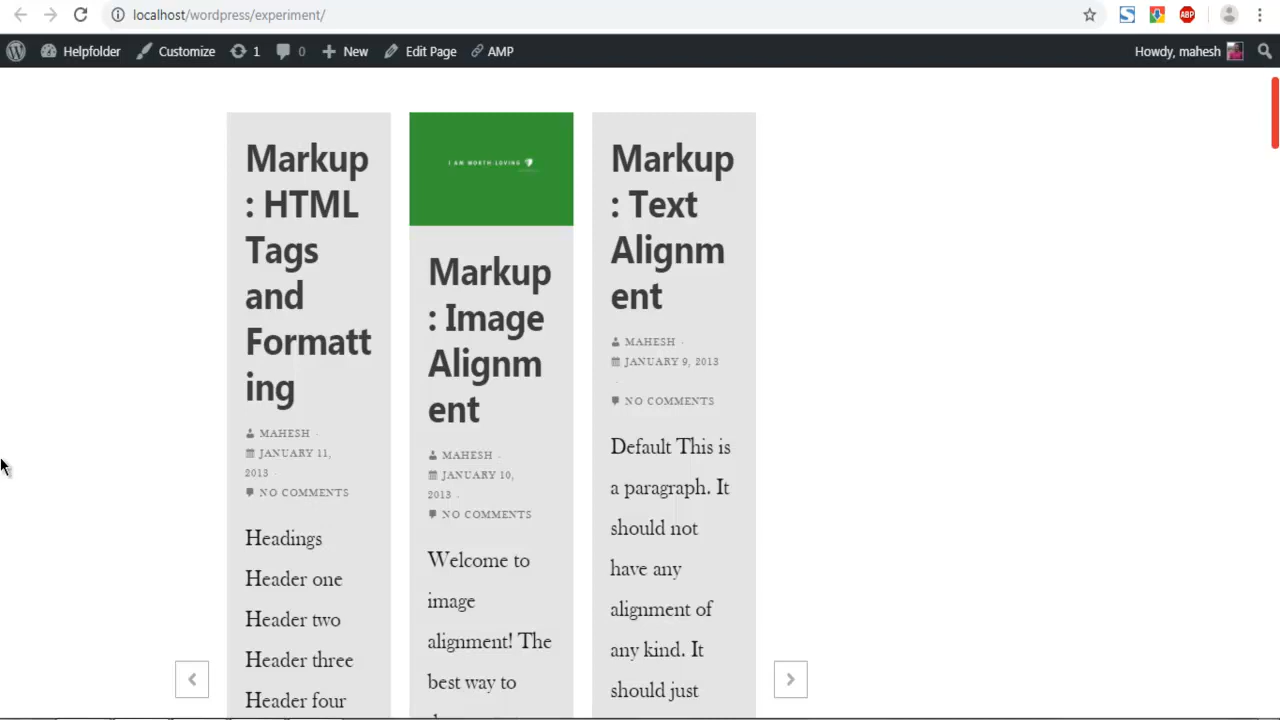 localhost/wordpress/experiment/
ABP
Helpfolder Customize 1 0 New Edit Page AMP Howdy, mahesh
Markup
: HTML
Tags
and
Formatt
ing
MAHESH ·
JANUARY 11,
2013 ·
NO COMMENTS
Headings
Header one
Header two
Header three
Header four
I AM WORTH LOVING
Markup
: Image
Alignm
ent
MAHESH ·
JANUARY 10,
2013 ·
NO COMMENTS
Welcome to
image
alignment! The
best way to
Markup
: Text
Alignm
ent
MAHESH ·
JANUARY 9, 2013
·
NO COMMENTS
Default This is
a paragraph. It
should not
have any
alignment of
any kind. It
should just